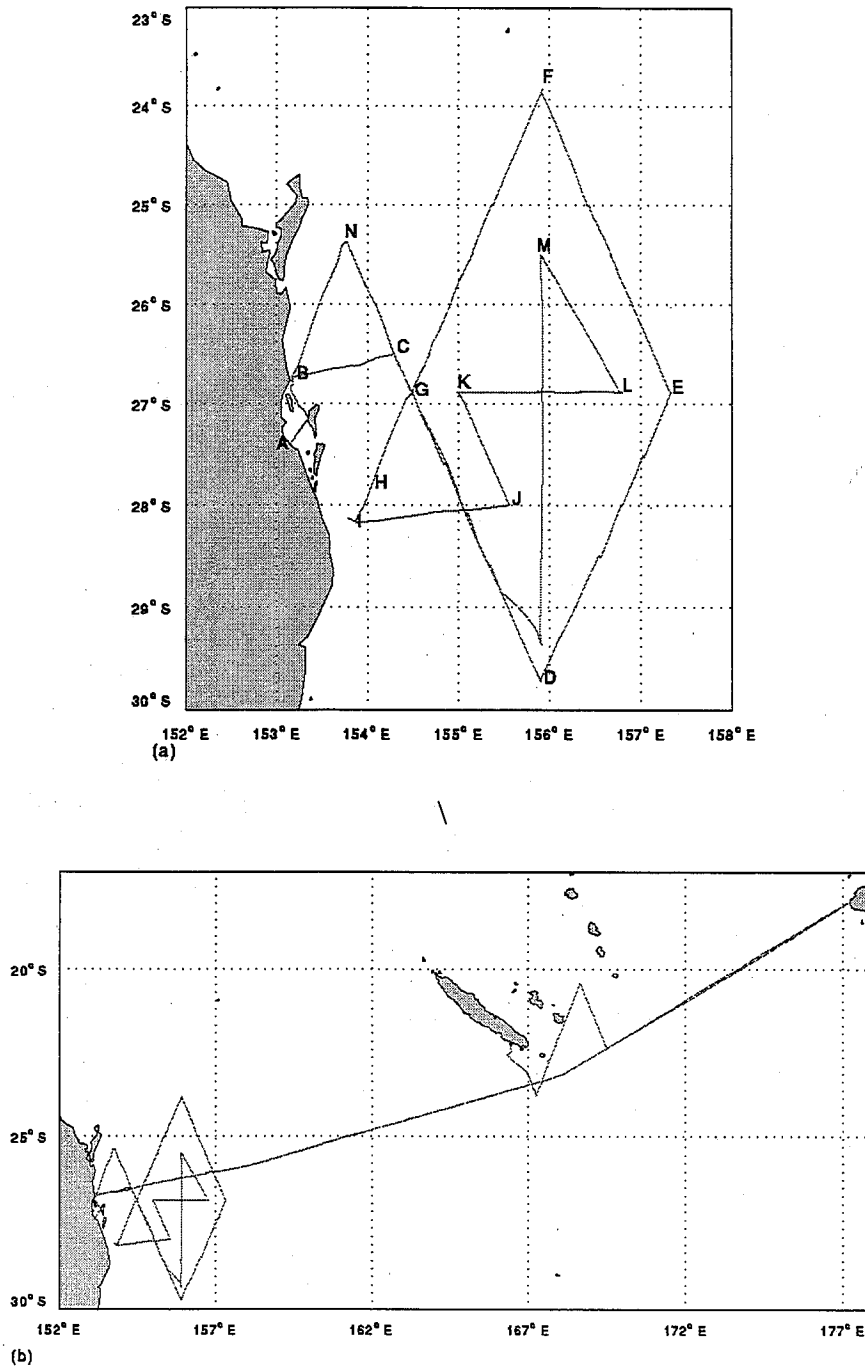 23° S
F
24° S
25° S
N
M
26° S
C
B
G
K
L
E
27° S
A
H
J
28° S
I
29° S
D
30° S
152° E 153° E 154° E 155° E 156° E 157° E 158° E
(a)
20° S
25° S
30° S
152° E 157° E 162° E 167° E 172° E 177° E
(b)